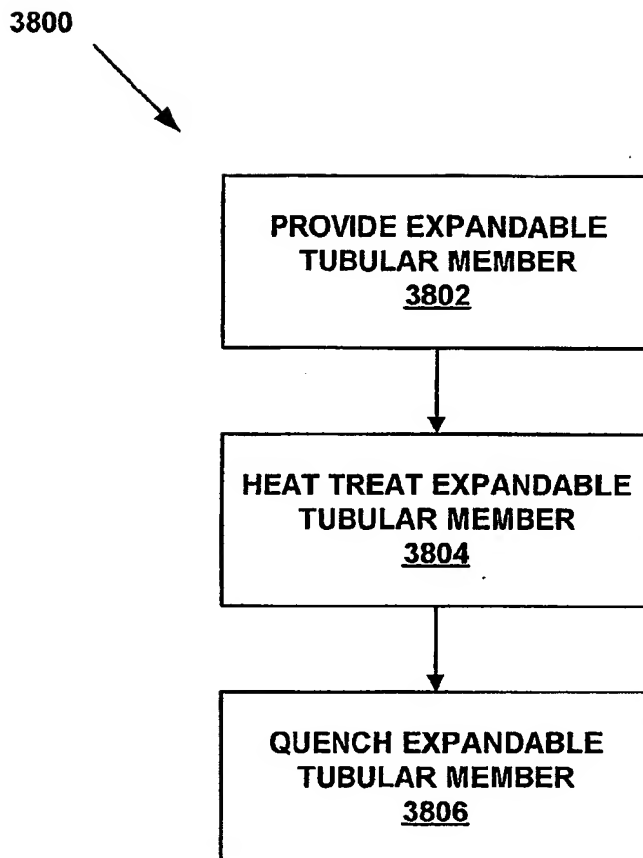 3800
PROVIDE EXPANDABLE
TUBULAR MEMBER
3802
HEAT TREAT EXPANDABLE
TUBULAR MEMBER
3804
QUENCH EXPANDABLE
TUBULAR MEMBER
3806